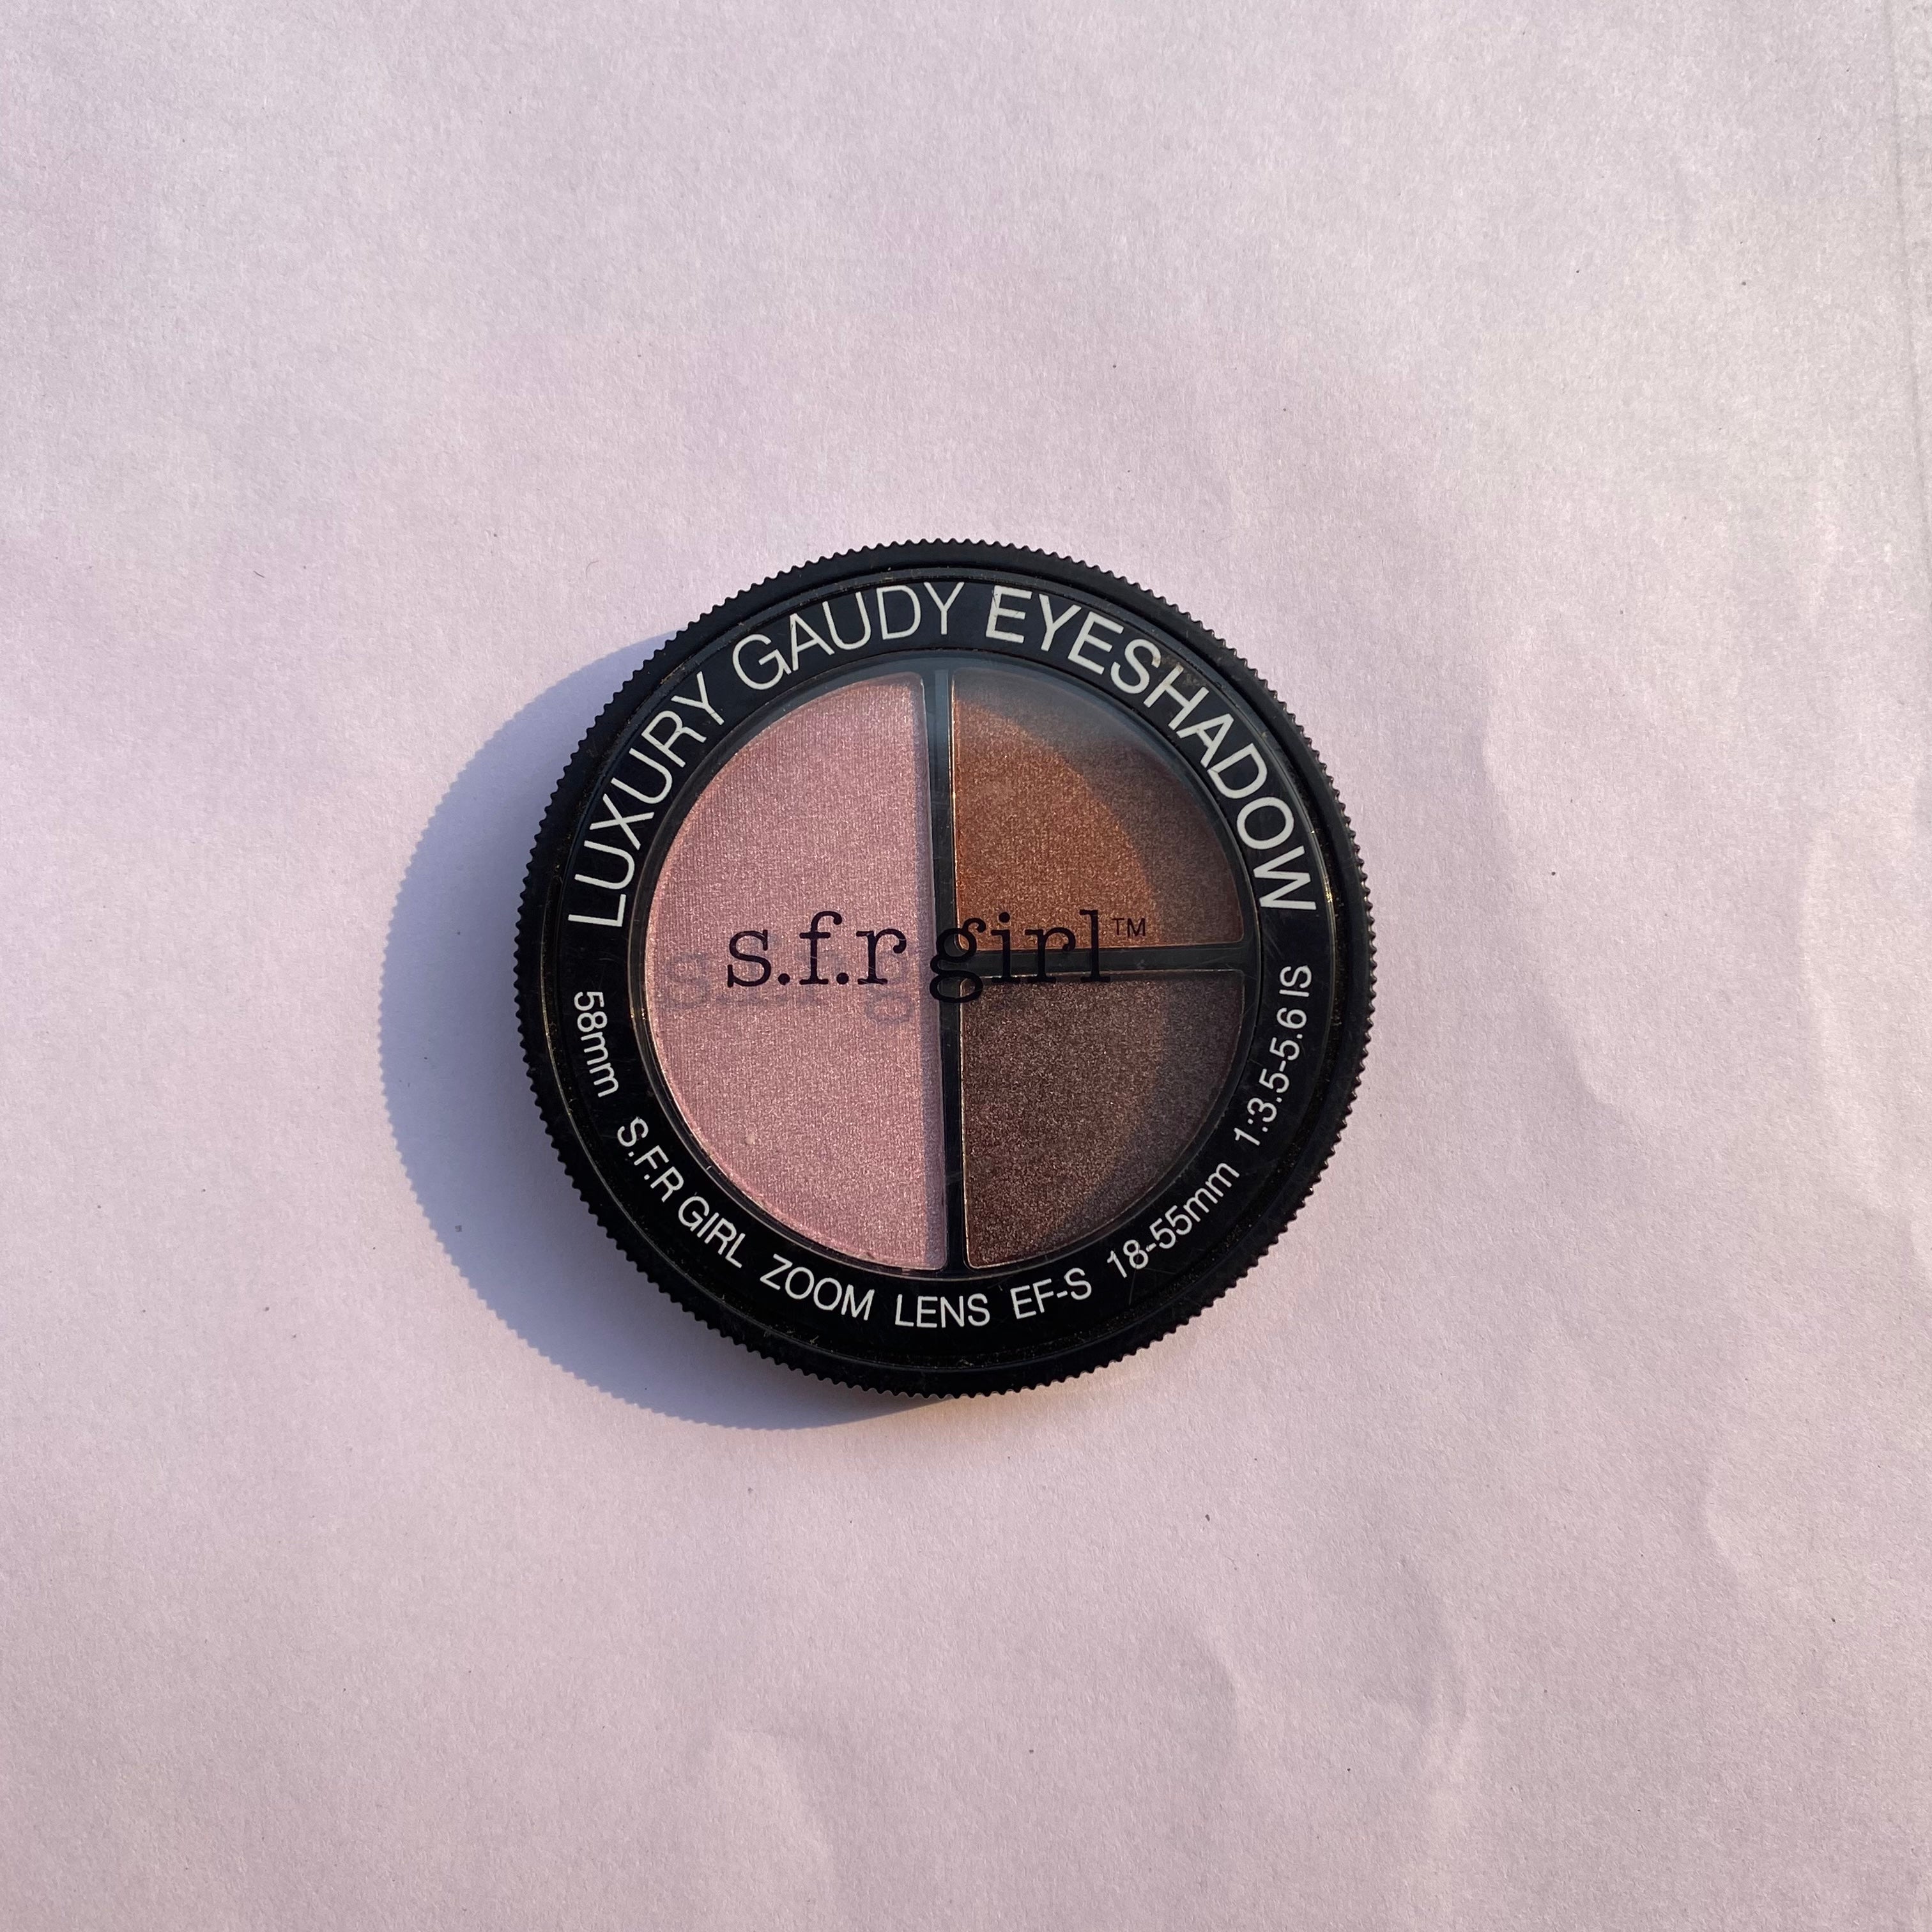 LUXURY GAUDY EYESHADOW
s.f.r girl™
58mm S.F.R GIRL ZOOM LENS EF-S 18-55mm 1:3.5-5.6 IS